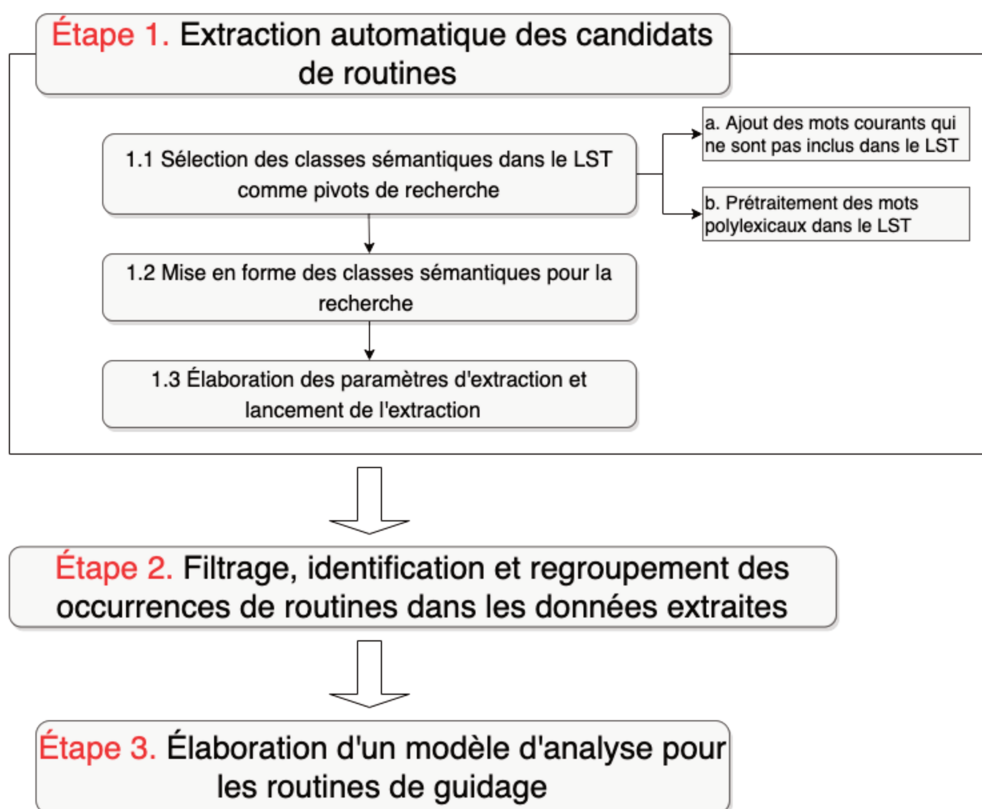 Étape 1. Extraction automatique des candidats
de routines
1.1 Sélection des classes sémantiques dans le LST
comme pivots de recherche
a. Ajout des mots courants qui
ne sont pas inclus dans le LST
b. Prétraitement des mots
polylexicaux dans le LST
1.2 Mise en forme des classes sémantiques pour la
recherche
1.3 Élaboration des paramètres d'extraction et
lancement de l'extraction
Étape 2. Filtrage, identification et regroupement des
occurrences de routines dans les données extraites
Étape 3. Élaboration d'un modèle d'analyse pour
les routines de guidage